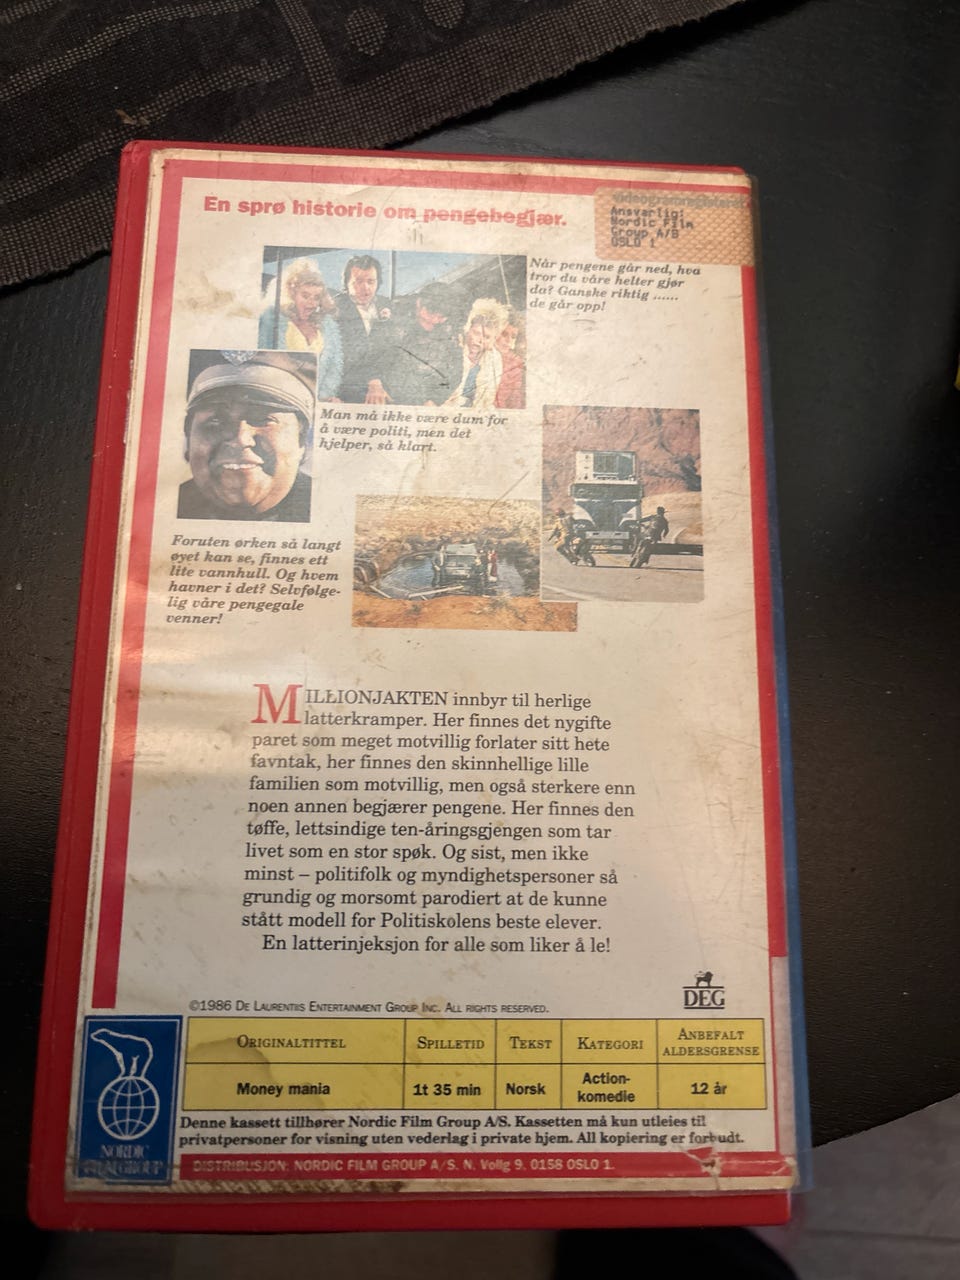 En sprø historie om pengebegjær.
videogramregisteret
Ansvarlig:
Nordic Film
Group A/S
OSLO 1
Når pengene går ned, hva
tror du våre helter gjør
da? Ganske riktig ......
de går opp!
Man må ikke være dum for
å være politi, men det
hjelper, så klart.
Foruten ørken så langt
øyet kan se, finnes ett
lite vannhull. Og hvem
havner i det? Selvfølge-
lig våre pengegale
venner!
MILLIONJAKTEN innbyr til herlige
latterkramper. Her finnes det nygifte
paret som meget motvillig forlater sitt hete
favntak, her finnes den skinnhellige lille
familien som motvillig, men også sterkere enn
noen annen begjærer pengene. Her finnes den
tøffe, lettsindige ten-åringsgjengen som tar
livet som en stor spøk. Og sist, men ikke
minst – politifolk og myndighetspersoner så
grundig og morsomt parodiert at de kunne
stått modell for Politiskolens beste elever.
En latterinjeksjon for alle som liker å le!
DEG
©1986 DE LAURENTIIS ENTERTAINMENT GROUP INC. ALL RIGHTS RESERVED.
ORIGINALTITTEL SPILLETID TEKST KATEGORI ANBEFALT ALDERSGRENSE
Money mania 1t 35 min Norsk Action-komedie 12 år
Denne kassett tillhører Nordic Film Group A/S. Kassetten må kun utleies til
privatpersoner for visning uten vederlag i private hjem. All kopiering er forbudt.
NORDIC
FILM GROUP
DISTRIBUSJON: NORDIC FILM GROUP A/S. N. Vollg 9. 0158 OSLO 1.